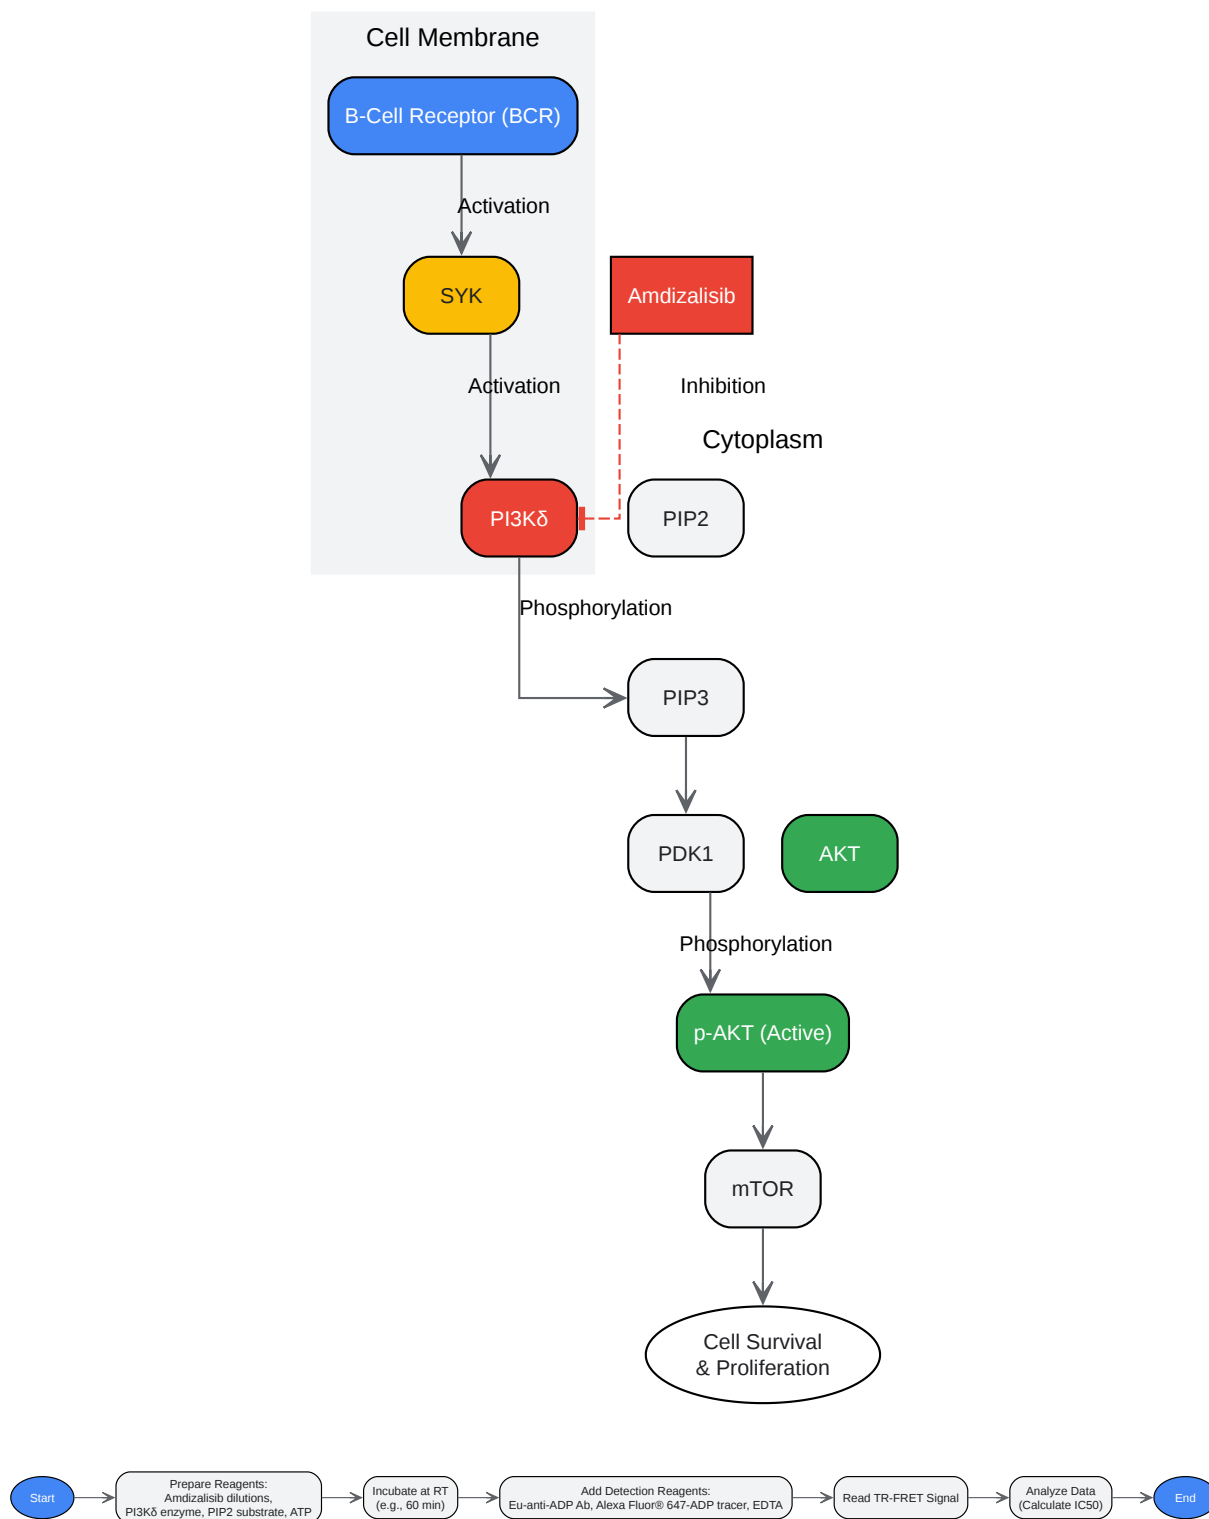 Cell Membrane
B-Cell Receptor (BCR)
Activation
SYK
Amdizalisib
Activation
Inhibition
Cytoplasm
PI3Kδ
PIP2
Phosphorylation
PIP3
PDK1
AKT
Phosphorylation
p-AKT (Active)
mTOR
Cell Survival
& Proliferation
Start
Prepare Reagents:
Amdizalisib dilutions,
PI3Kδ enzyme, PIP2 substrate, ATP
Incubate at RT
(e.g., 60 min)
Add Detection Reagents:
Eu-anti-ADP Ab, Alexa Fluor® 647-ADP tracer, EDTA
Read TR-FRET Signal
Analyze Data
(Calculate IC50)
End